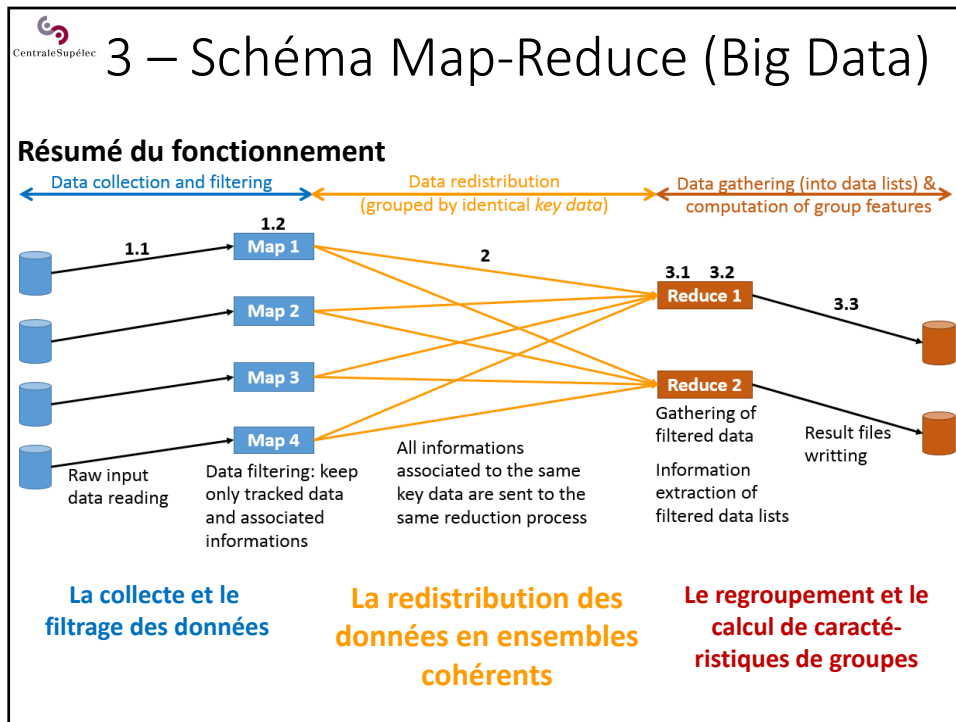 CentraleSupélec
3 – Schéma Map-Reduce (Big Data)
Résumé du fonctionnement
Data collection and filtering
Data redistribution
(grouped by identical key data)
Data gathering (into data lists) &
computation of group features
1.1
1.2
Map 1
2
3.1 3.2
Reduce 1
3.3
Map 2
Map 3
Reduce 2
Map 4
Raw input
data reading
Data filtering: keep
only tracked data
and associated
informations
All informations
associated to the same
key data are sent to the
same reduction process
Gathering of
filtered data
Information
extraction of
filtered data lists
Result files
writting
La collecte et le
filtrage des données
La redistribution des
données en ensembles
cohérents
Le regroupement et le
calcul de caracté-
ristiques de groupes